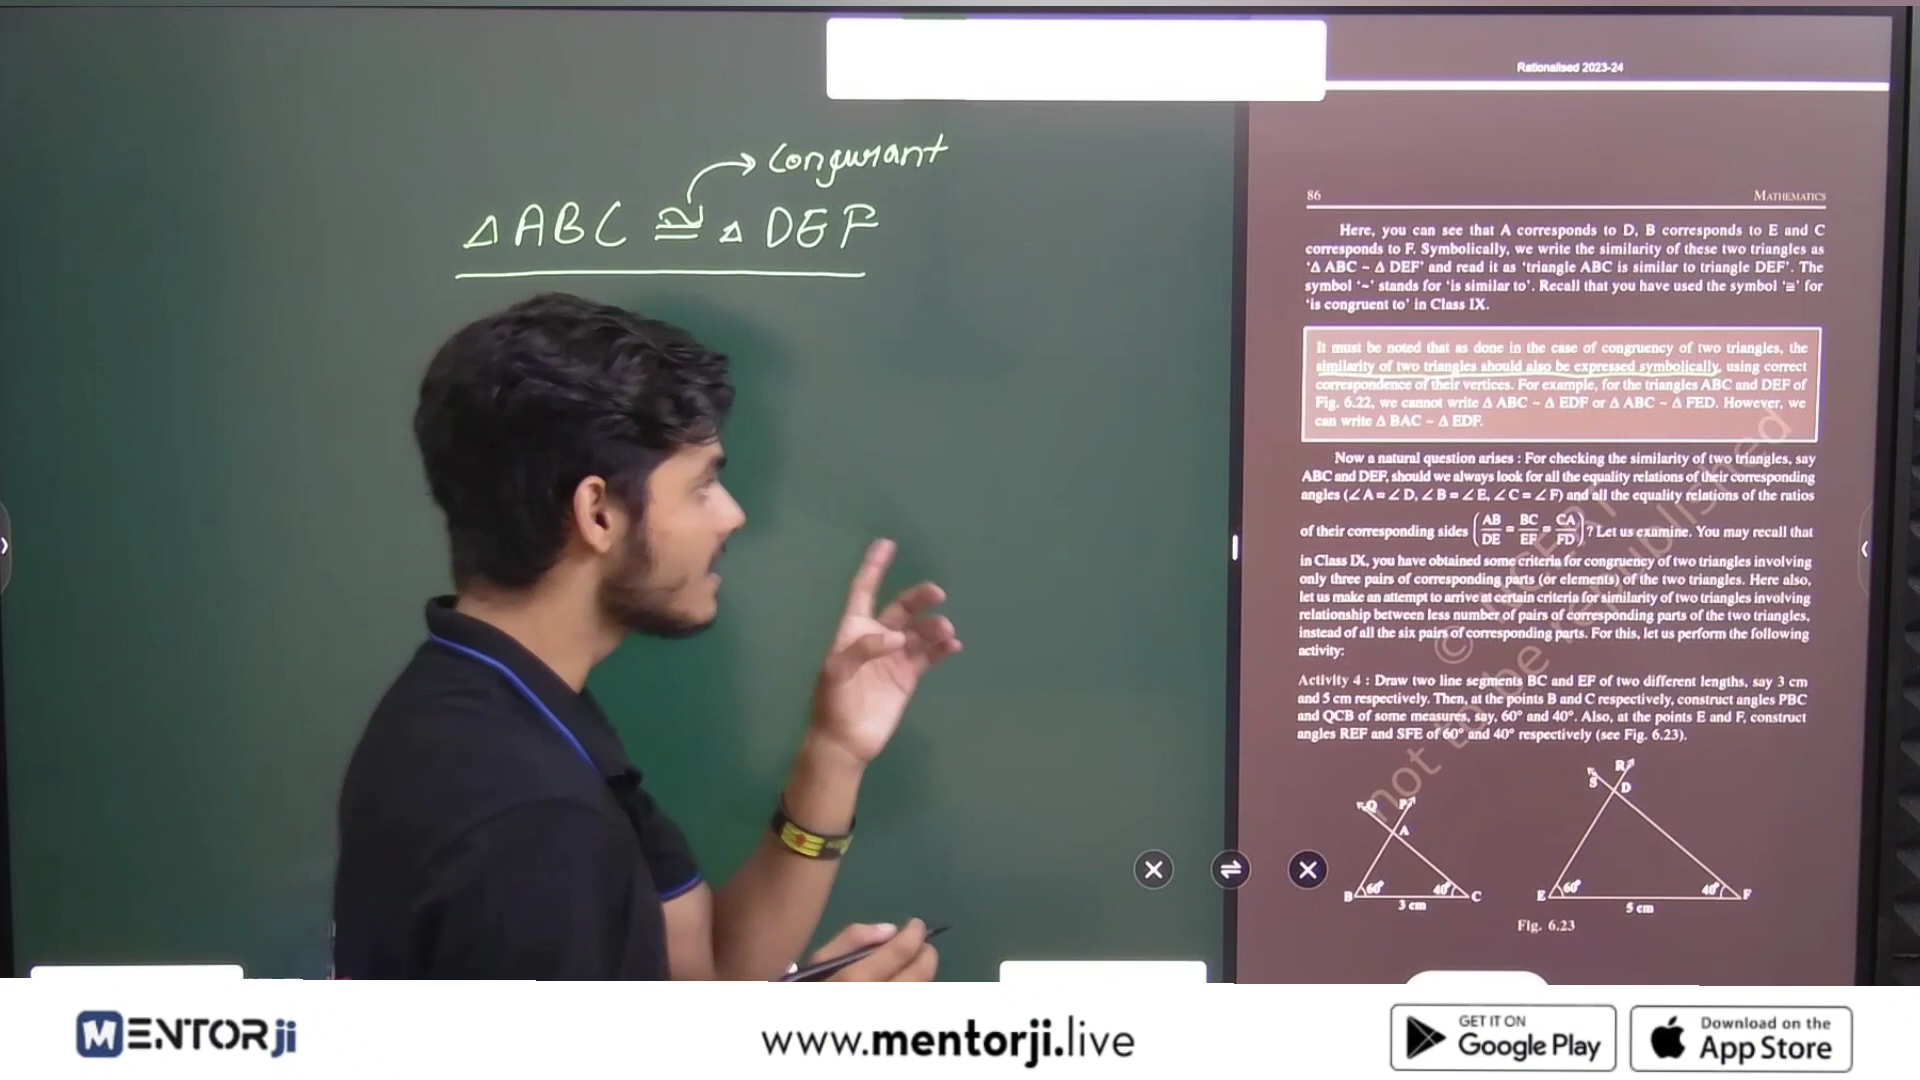 Congurant
△ ABC ≅ △ DEF
Rationalised 2023-24
86 MATHEMATICS
Here, you can see that A corresponds to D, B corresponds to E and C
corresponds to F. Symbolically, we write the similarity of these two triangles as
‘Δ ABC ~ Δ DEF’ and read it as ‘triangle ABC is similar to triangle DEF’. The
symbol ‘~’ stands for ‘is similar to’. Recall that you have used the symbol ‘≅’ for
‘is congruent to’ in Class IX.
It must be noted that as done in the case of congruency of two triangles, the
similarity of two triangles should also be expressed symbolically, using correct
correspondence of their vertices. For example, for the triangles ABC and DEF of
Fig. 6.22, we cannot write Δ ABC ~ Δ EDF or Δ ABC ~ Δ FED. However, we
can write Δ BAC ~ Δ EDF.
Now a natural question arises : For checking the similarity of two triangles, say
ABC and DEF, should we always look for all the equality relations of their corresponding
angles (∠ A = ∠ D, ∠ B = ∠ E, ∠ C = ∠ F) and all the equality relations of the ratios
of their corresponding sides (AB/DE = BC/EF = CA/FD)? Let us examine. You may recall that
in Class IX, you have obtained some criteria for congruency of two triangles involving
only three pairs of corresponding parts (or elements) of the two triangles. Here also,
let us make an attempt to arrive at certain criteria for similarity of two triangles involving
relationship between less number of pairs of corresponding parts of the two triangles,
instead of all the six pairs of corresponding parts. For this, let us perform the following
activity:
Activity 4 : Draw two line segments BC and EF of two different lengths, say 3 cm
and 5 cm respectively. Then, at the points B and C respectively, construct angles PBC
and QCB of some measures, say, 60° and 40°. Also, at the points E and F, construct
angles REF and SFE of 60° and 40° respectively (see Fig. 6.23).
Q P A B 60° 40° C 3 cm
S R D E 60° 40° F 5 cm
Fig. 6.23
© NCERT
not to be republished
MENTORji
www.mentorji.live
GET IT ON
Google Play
Download on the
App Store